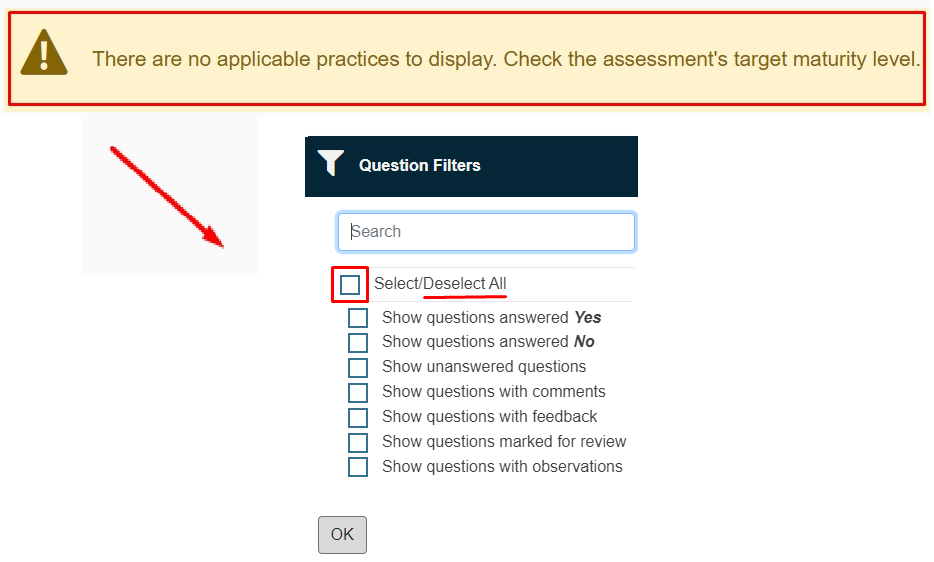 There are no applicable practices to display. Check the assessment's target maturity level.
Question Filters
Search
Select/Deselect All
Show questions answered Yes
Show questions answered No
Show unanswered questions
Show questions with comments
Show questions with feedback
Show questions marked for review
Show questions with observations
OK